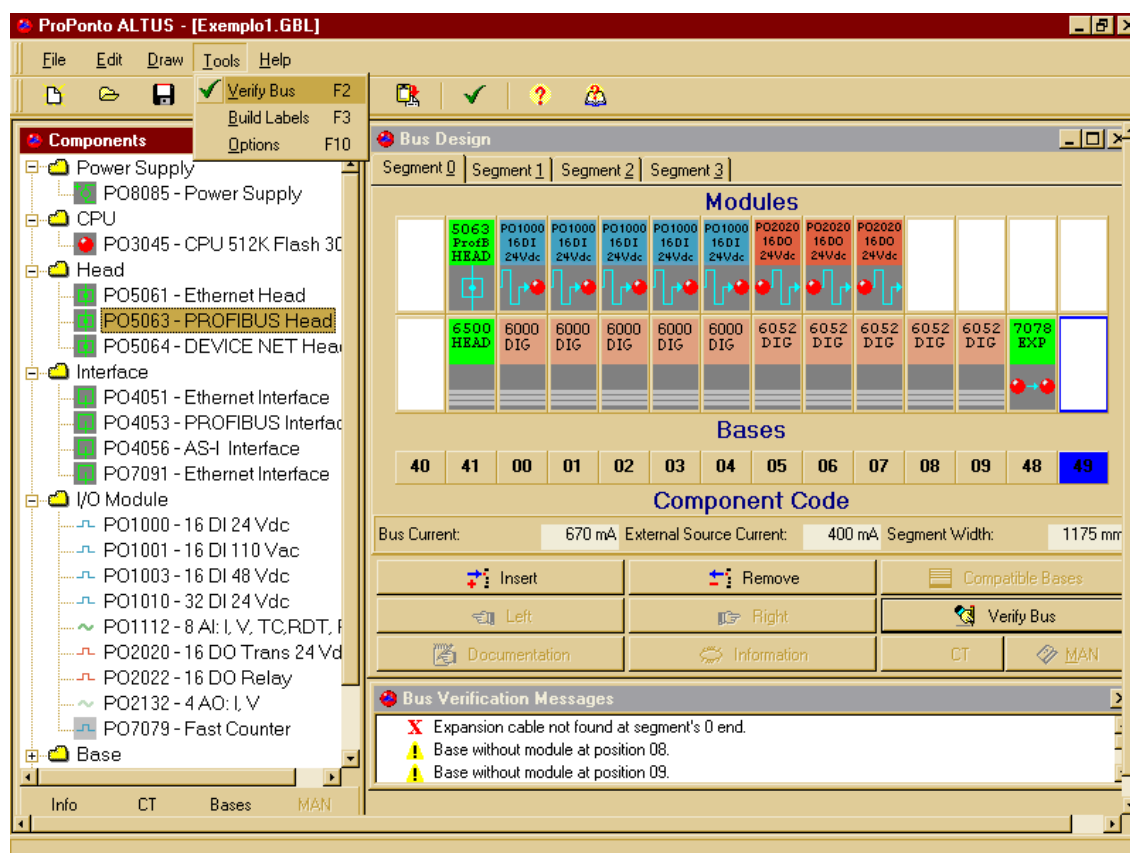 ProPonto ALTUS - [Exemplo1.GBL]
File Edit Draw Tools Help
Verify Bus F2
Build Labels F3
Options F10
Components
Power Supply
PO8085 - Power Supply
CPU
PO3045 - CPU 512K Flash 30
Head
PO5061 - Ethernet Head
PO5063 - PROFIBUS Head
PO5064 - DEVICE NET Hea
Interface
PO4051 - Ethernet Interface
PO4053 - PROFIBUS Interfac
PO4056 - AS-I Interface
PO7091 - Ethernet Interface
I/O Module
PO1000 - 16 DI 24 Vdc
PO1001 - 16 DI 110 Vac
PO1003 - 16 DI 48 Vdc
PO1010 - 32 DI 24 Vdc
PO1112 - 8 AI: I, V, TC,RDT, R
PO2020 - 16 DO Trans 24 Vd
PO2022 - 16 DO Relay
PO2132 - 4 AO: I, V
PO7079 - Fast Counter
Base
Info CT Bases MAN
Bus Design
Segment 0 Segment 1 Segment 2 Segment 3
Modules
5063 PO1000 PO1000 PO1000 PO1000 PO1000 PO2020 PO2020 PO2020
ProfB 16DI 16DI 16DI 16DI 16DI 16DO 16DO 16DO
HEAD 24Vdc 24Vdc 24Vdc 24Vdc 24Vdc 24Vdc 24Vdc 24Vdc
6500 6000 6000 6000 6000 6000 6052 6052 6052 6052 6052 7078
HEAD DIG DIG DIG DIG DIG DIG DIG DIG DIG DIG EXP
Bases
40 41 00 01 02 03 04 05 06 07 08 09 48 49
Component Code
Bus Current: 670 mA External Source Current: 400 mA Segment Width: 1175 mm
Insert Remove Compatible Bases
Left Right Verify Bus
Documentation Information CT MAN
Bus Verification Messages
Expansion cable not found at segment's 0 end.
Base without module at position 08.
Base without module at position 09.